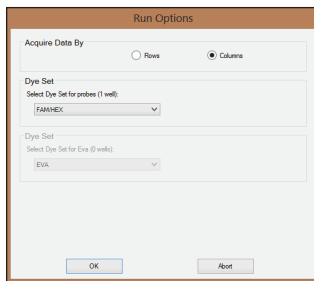 Run Options
Acquire Data By
Rows
Columns
Dye Set
Select Dye Set for probes (1 well):
FAM/HEX
Dye Set
Select Dye Set for Eva (0 wells):
EVA
OK
Abort